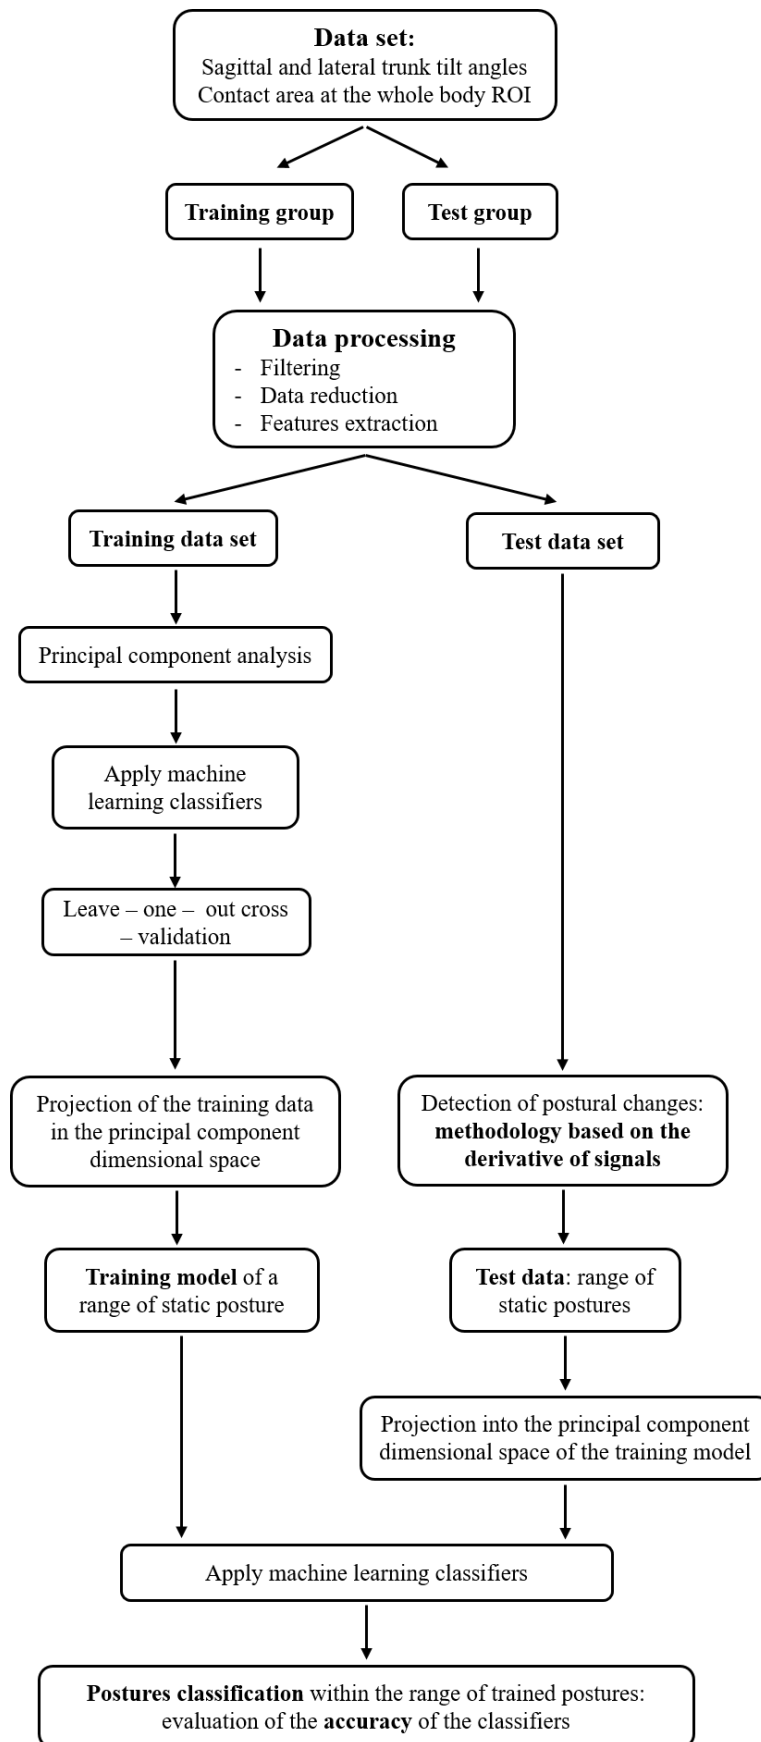 Data set:
Sagittal and lateral trunk tilt angles
Contact area at the whole body ROI
Training group
Test group
Data processing
- Filtering
- Data reduction
- Features extraction
Training data set
Test data set
Principal component analysis
Apply machine
learning classifiers
Leave – one – out cross
– validation
Projection of the training data
in the principal component
dimensional space
Detection of postural changes:
methodology based on the
derivative of signals
Training model of a
range of static posture
Test data: range of
static postures
Projection into the principal component
dimensional space of the training model
Apply machine learning classifiers
Postures classification within the range of trained postures:
evaluation of the accuracy of the classifiers